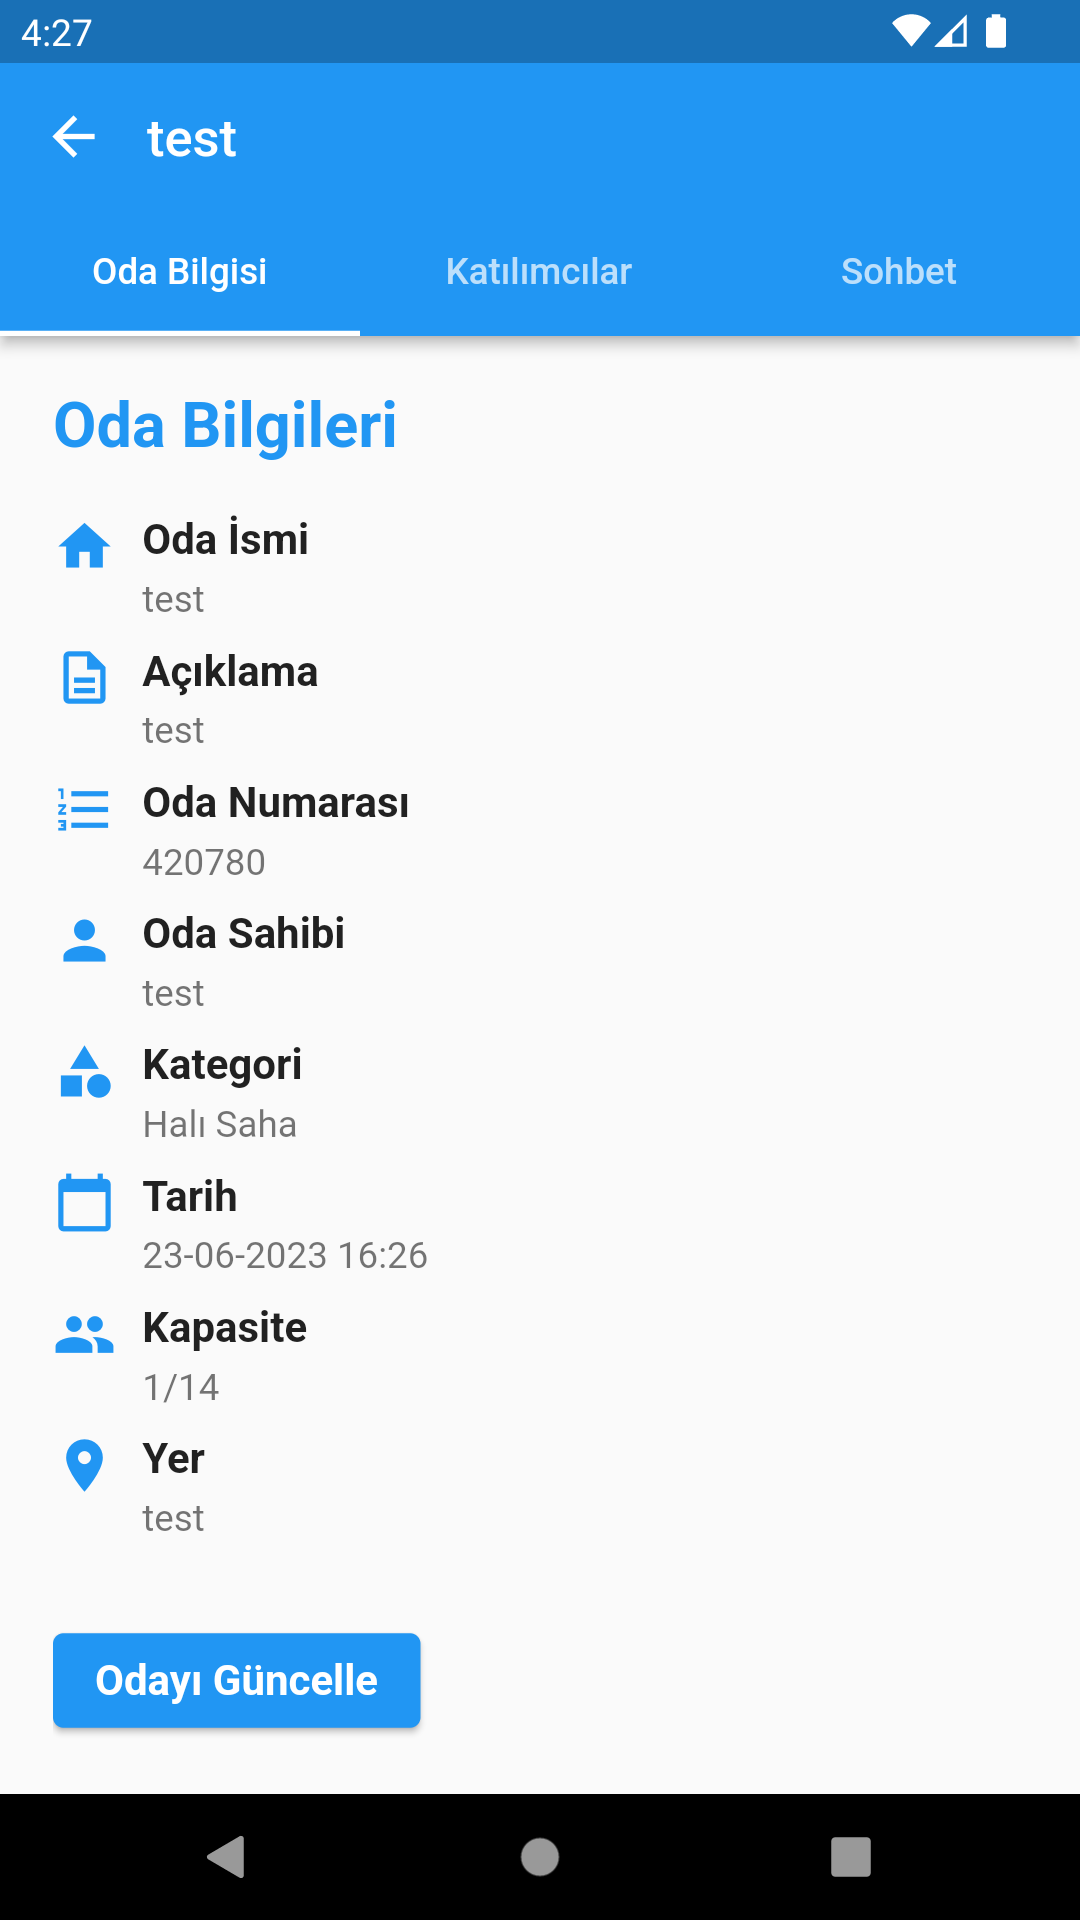 4:27
test
Oda Bilgisi Katılımcılar Sohbet
Oda Bilgileri
Oda İsmi
test
Açıklama
test
Oda Numarası
420780
Oda Sahibi
test
Kategori
Halı Saha
Tarih
23-06-2023 16:26
Kapasite
1/14
Yer
test
Odayı Güncelle